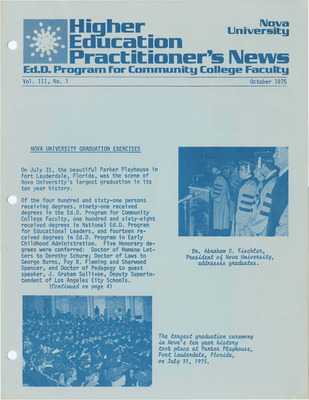 Higher
Education
Practitioner's News
Nova
University
Ed.D. Program for Community College Faculty
Vol. III, No. 1
October 1975
NOVA UNIVERSITY GRADUATION EXERCISES
On July 31, the beautiful Parker Playhouse in
Fort Lauderdale, Florida, was the scene of
Nova University's largest graduation in its
ten year history.
Of the four hundred and sixty-one persons
receiving degrees, ninety-one received
degrees in the Ed.D. Program for Community
College Faculty, one hundred and sixty-eight
received degrees in National Ed.D. Program
for Educational Leaders, and fourteen re-
ceived degrees in Ed.D. Program in Early
Childhood Administration. Five Honorary de-
grees were conferred: Doctor of Humane Let-
ters to Dorothy Schure; Doctor of Laws to
George Burns, Foy B. Fleming and Sherwood
Spencer, and Doctor of Pedagogy to guest
speaker, J. Graham Sullivan, Deputy Superin-
tendent of Los Angeles City Schools.
(Continued on page 4)
Dr. Abraham S. Fischler,
President of Nova University,
addresses graduates.
The largest graduation ceremony
in Nova's ten year history
took place at Parker Playhouse,
Fort Lauderdale, Florida,
on July 31, 1975.